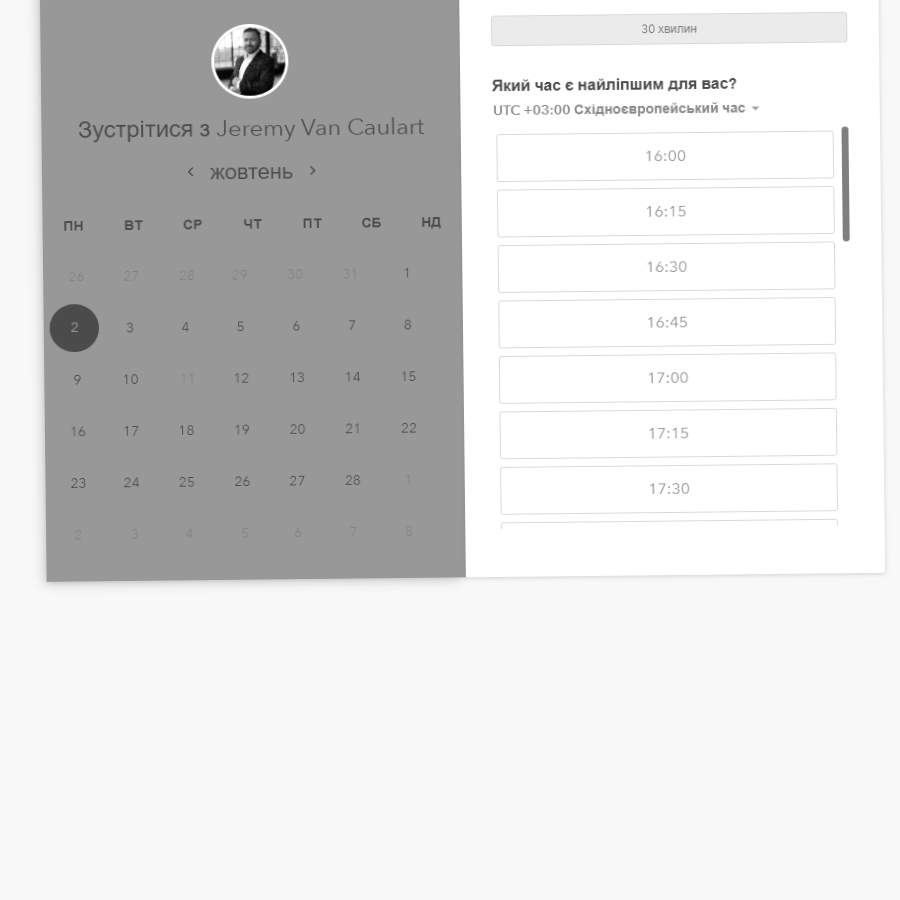 Зустрітися з Jeremy Van Caulart
жовтень
ПН ВТ СР ЧТ ПТ СБ НД
26 27 28 29 30 31 1
2 3 4 5 6 7 8
9 10 11 12 13 14 15
16 17 18 19 20 21 22
23 24 25 26 27 28 1
2 3 4 5 6 7 8
30 хвилин
Який час є найліпшим для вас?
UTC +03:00 Східноєвропейський час
16:00
16:15
16:30
16:45
17:00
17:15
17:30